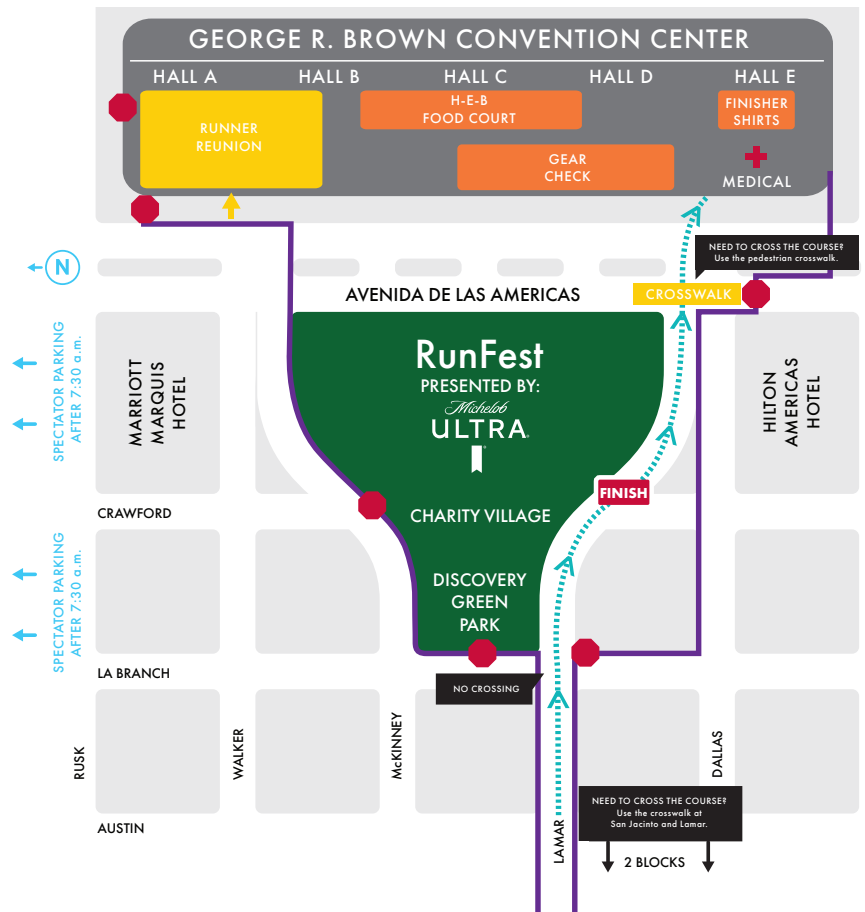 GEORGE R. BROWN CONVENTION CENTER
HALL A
HALL B
HALL C
HALL D
HALL E
RUNNER
REUNION
H-E-B
FOOD COURT
FINISHER
SHIRTS
GEAR
CHECK
MEDICAL
NEED TO CROSS THE COURSE?
Use the pedestrian crosswalk.
N
AVENIDA DE LAS AMERICAS
CROSSWALK
SPECTATOR PARKING
AFTER 7:30 a.m.
MARRIOTT
MARQUIS
HOTEL
RunFest
PRESENTED BY:
Michelob
ULTRA
HILTON
AMERICAS
HOTEL
FINISH
CRAWFORD
CHARITY VILLAGE
SPECTATOR PARKING
AFTER 7:30 a.m.
DISCOVERY
GREEN
PARK
LA BRANCH
NO CROSSING
RUSK
WALKER
McKINNEY
DALLAS
NEED TO CROSS THE COURSE?
Use the crosswalk at
San Jacinto and Lamar.
AUSTIN
LAMAR
2 BLOCKS